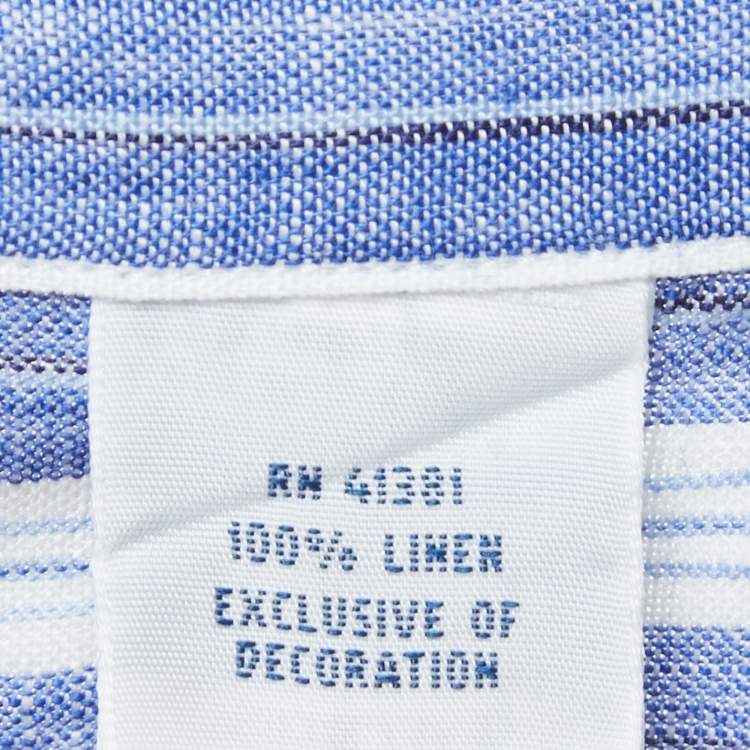 RN 41381
100% LINEN
EXCLUSIVE OF
DECORATION